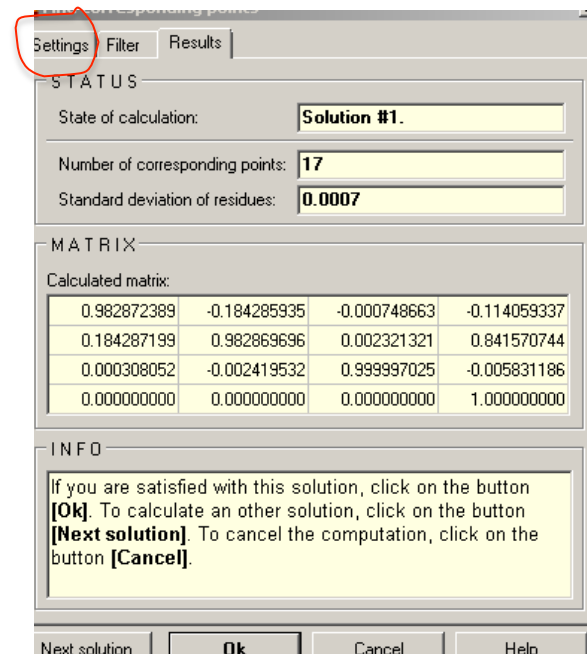 Find corresponding points
Settings Filter Results
STATUS
State of calculation: Solution #1.
Number of corresponding points: 17
Standard deviation of residues: 0.0007
MATRIX
Calculated matrix:
0.982872389 -0.184285935 -0.000748663 -0.114059337
0.184287199 0.982869696 0.002321321 0.841570744
0.000308052 -0.002419532 0.999997025 -0.005831186
0.000000000 0.000000000 0.000000000 1.000000000
INFO
If you are satisfied with this solution, click on the button
[Ok]. To calculate an other solution, click on the button
[Next solution]. To cancel the computation, click on the
button [Cancel].
Next solution Ok Cancel Help